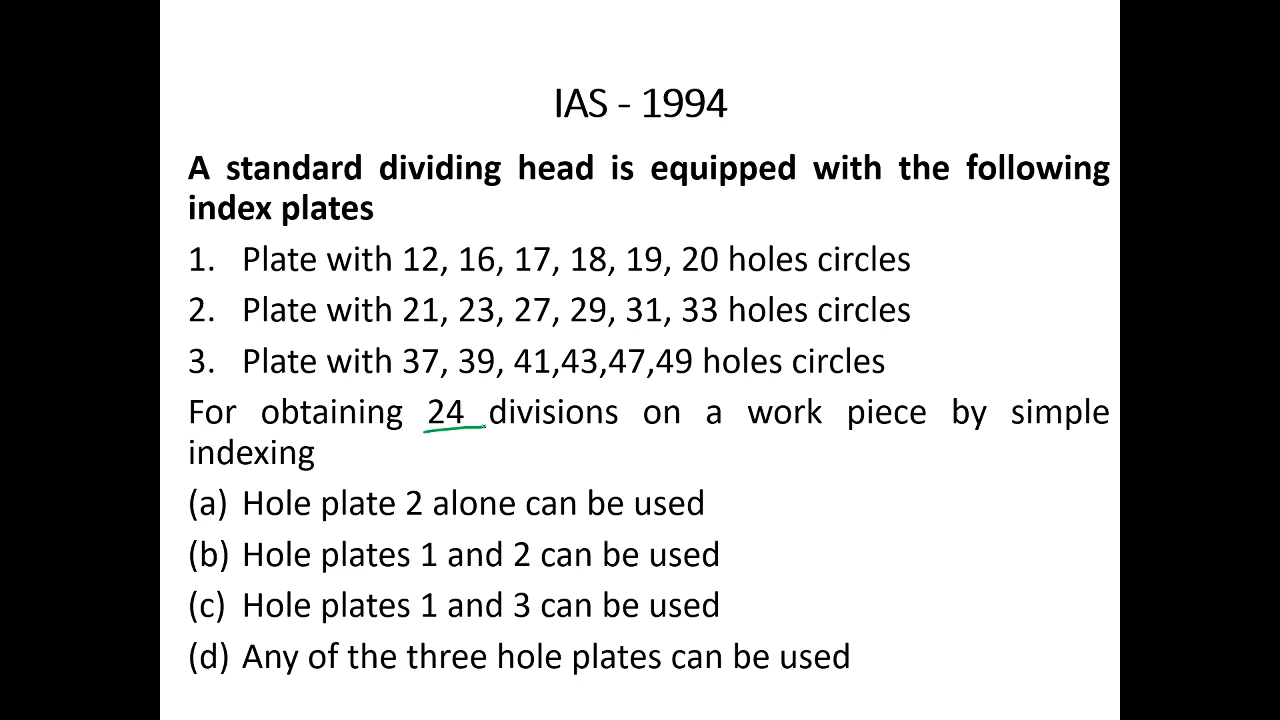 IAS - 1994
A standard dividing head is equipped with the following
index plates
1. Plate with 12, 16, 17, 18, 19, 20 holes circles
2. Plate with 21, 23, 27, 29, 31, 33 holes circles
3. Plate with 37, 39, 41,43,47,49 holes circles
For obtaining 24 divisions on a work piece by simple
indexing
(a) Hole plate 2 alone can be used
(b) Hole plates 1 and 2 can be used
(c) Hole plates 1 and 3 can be used
(d) Any of the three hole plates can be used